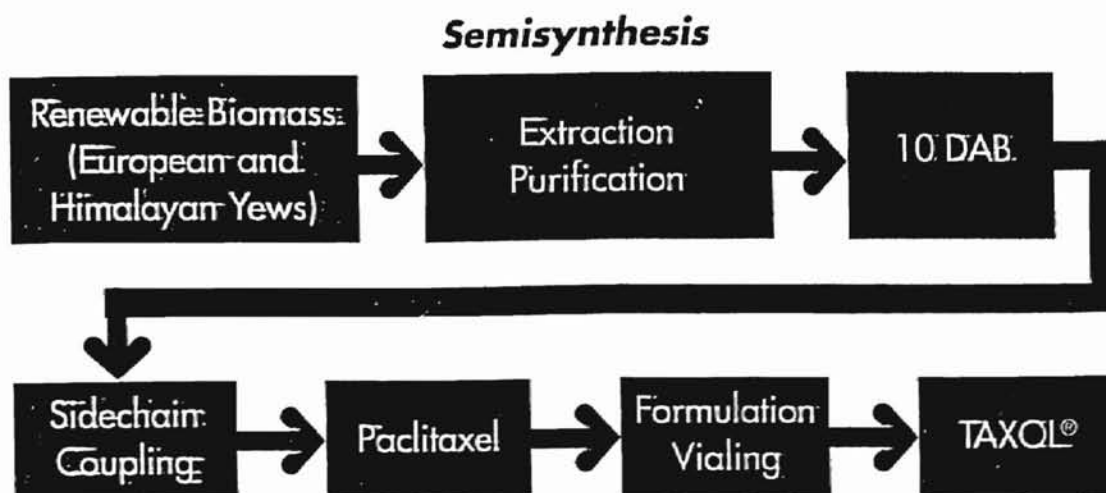 Semisynthesis
Renewable Biomass
(European and
Himalayan Yews)
Extraction
Purification
10 DAB
Sidechain
Coupling
Paclitaxel
Formulation
Vialing
TAXOL®